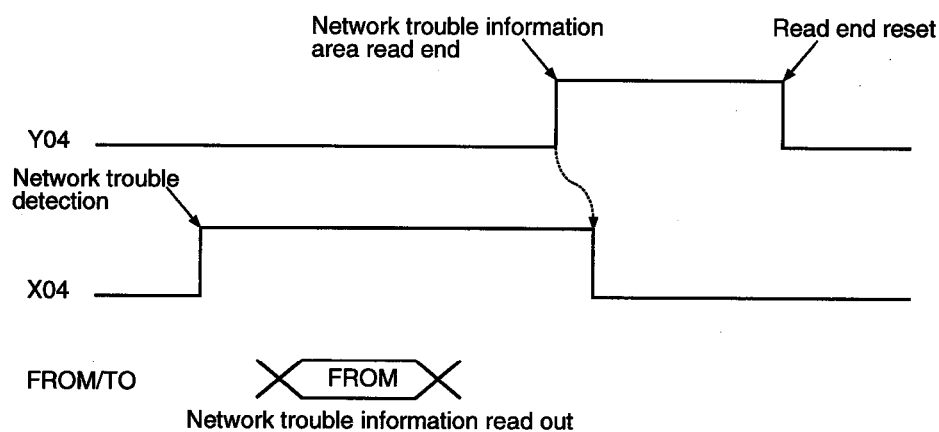 Network trouble information
area read end
Read end reset
Y04
Network trouble
detection
X04
FROM/TO
FROM
Network trouble information read out